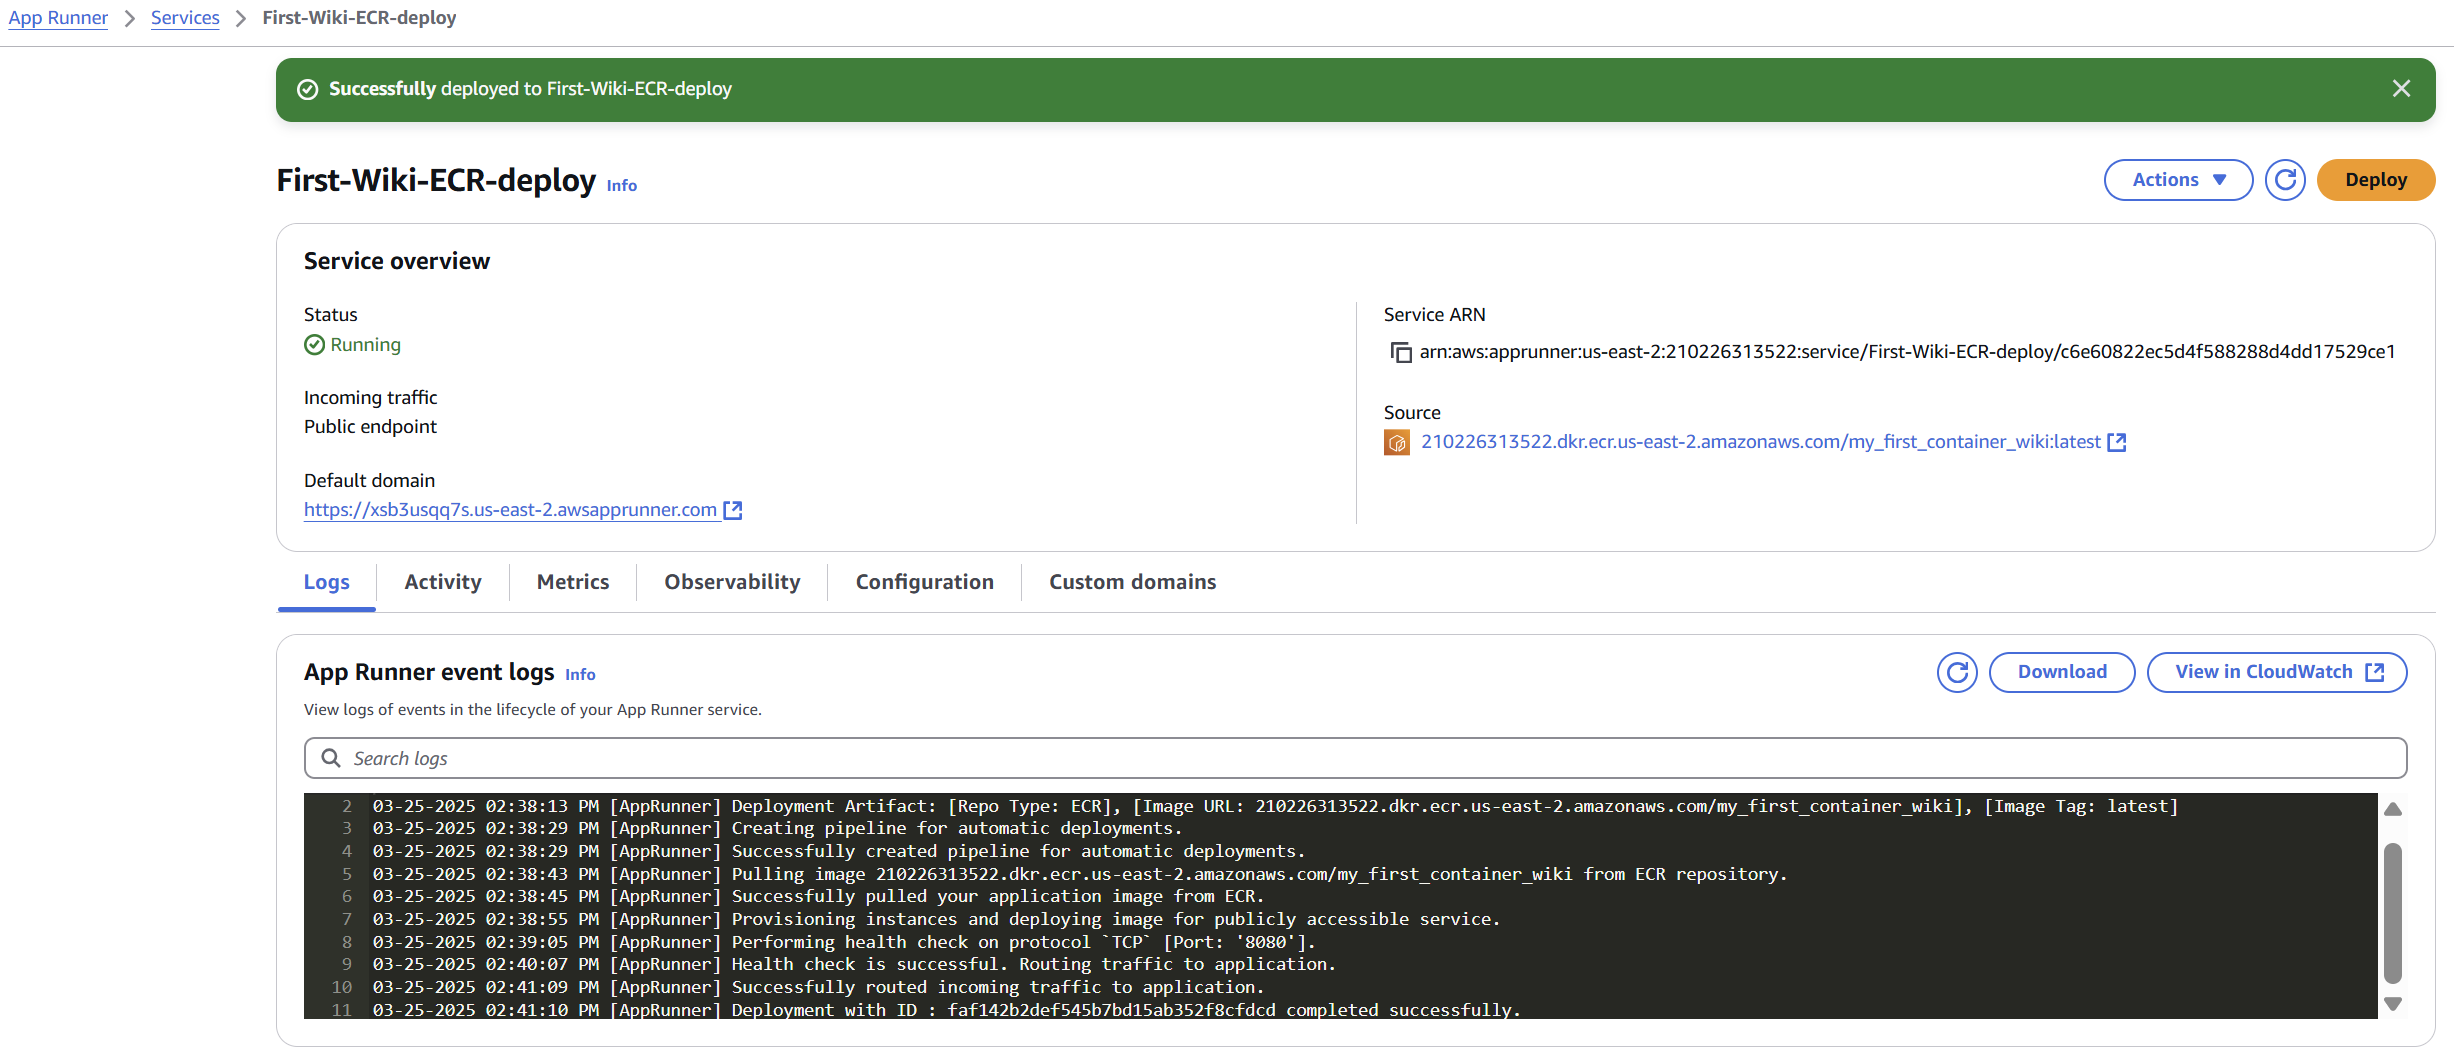 App Runner > Services > First-Wiki-ECR-deploy
Successfully deployed to First-Wiki-ECR-deploy
First-Wiki-ECR-deploy Info
Actions
Deploy
Service overview
Status
Running
Incoming traffic
Public endpoint
Default domain
https://xsb3usqq7s.us-east-2.awsapprunner.com
Service ARN
arn:aws:apprunner:us-east-2:210226313522:service/First-Wiki-ECR-deploy/c6e60822ec5d4f588288d4dd17529ce1
Source
210226313522.dkr.ecr.us-east-2.amazonaws.com/my_first_container_wiki:latest
Logs Activity Metrics Observability Configuration Custom domains
App Runner event logs Info
Download View in CloudWatch
View logs of events in the lifecycle of your App Runner service.
Search logs
2 03-25-2025 02:38:13 PM [AppRunner] Deployment Artifact: [Repo Type: ECR], [Image URL: 210226313522.dkr.ecr.us-east-2.amazonaws.com/my_first_container_wiki], [Image Tag: latest]
3 03-25-2025 02:38:29 PM [AppRunner] Creating pipeline for automatic deployments.
4 03-25-2025 02:38:29 PM [AppRunner] Successfully created pipeline for automatic deployments.
5 03-25-2025 02:38:43 PM [AppRunner] Pulling image 210226313522.dkr.ecr.us-east-2.amazonaws.com/my_first_container_wiki from ECR repository.
6 03-25-2025 02:38:45 PM [AppRunner] Successfully pulled your application image from ECR.
7 03-25-2025 02:38:55 PM [AppRunner] Provisioning instances and deploying image for publicly accessible service.
8 03-25-2025 02:39:05 PM [AppRunner] Performing health check on protocol `TCP` [Port: '8080'].
9 03-25-2025 02:40:07 PM [AppRunner] Health check is successful. Routing traffic to application.
10 03-25-2025 02:41:09 PM [AppRunner] Successfully routed incoming traffic to application.
11 03-25-2025 02:41:10 PM [AppRunner] Deployment with ID : faf142b2def545b7bd15ab352f8cfdcd completed successfully.